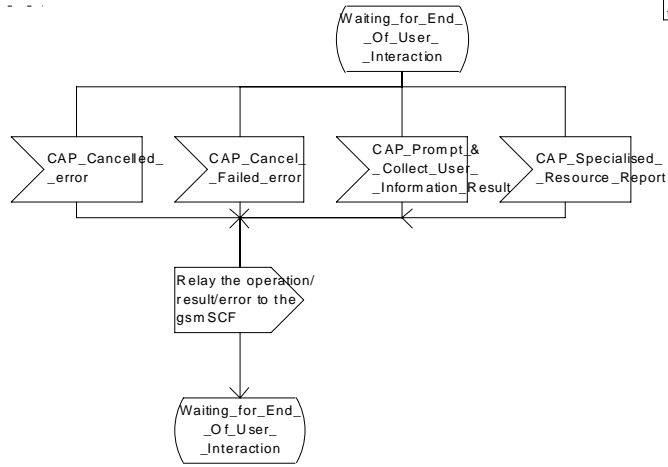 Waiting_for_End_
_Of_User_
_Interaction
CAP_Cancelled_
_error
CAP_Cancel_
_Failed_error
CAP_Prompt_&
_Collect_User_
_Information_Result
CAP_Specialised_
_Resource_Report
Relay the operation/
result/error to the
gsmSCF
Waiting_for_End_
_Of_User_
_Interaction